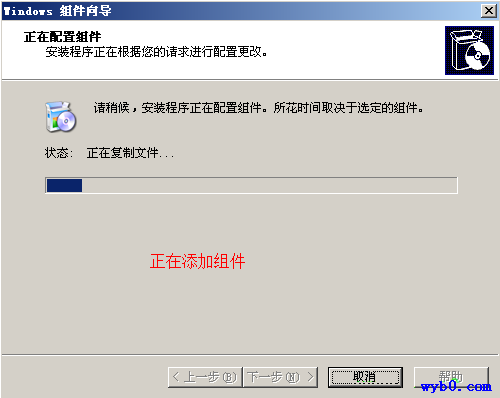 Windows 组件向导
正在配置组件
安装程序正在根据您的请求进行配置更改。
请稍候，安装程序正在配置组件。所花时间取决于选定的组件。
状态: 正在复制文件...
正在添加组件
< 上一步(B) 下一步(N) > 取消 帮助
wyb0.com